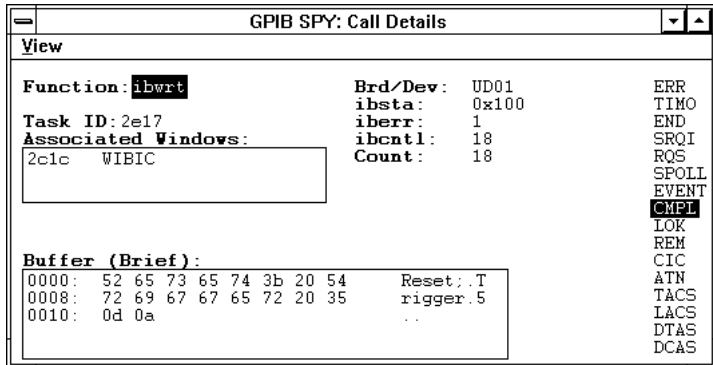 GPIB SPY: Call Details
View
Function: ibwrt
Task ID: 2e17
Associated Windows:
2c1c WIBIC
Brd/Dev: UD01
ibsta: 0x100
iberr: 1
ibcntl: 18
Count: 18
Buffer (Brief):
0000: 52 65 73 65 74 3b 20 54 Reset;.T
0008: 72 69 67 67 65 72 20 35 rigger.5
0010: 0d 0a ..
ERR
TIMO
END
SRQI
RQS
SPOLL
EVENT
CMPL
LOK
REM
CIC
ATN
TACS
LACS
DTAS
DCAS